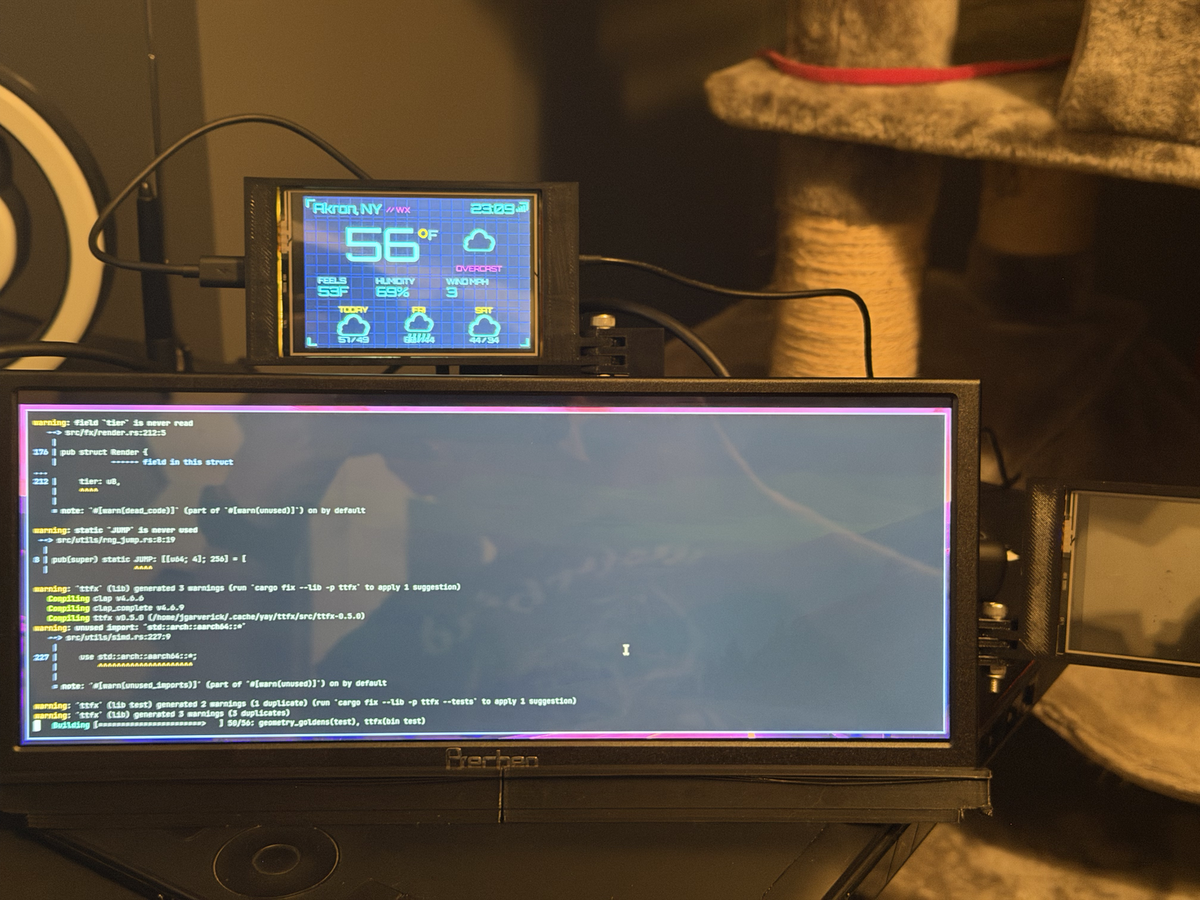 Akron, NY // WX 23:09
56°F
OVERCAST
FEELS HUMIDITY WIND MPH
53F 69% 3
TODAY FRI SAT
57/49 44/34
warning: field `tier` is never read
--> src/fx/render.rs:212:5
|
176 | pub struct Render {
| ------ field in this struct
...
212 | tier: u8,
| ^^^^
|
= note: `#[warn(dead_code)]` (part of `#[warn(unused)]`) on by default
warning: static `JUMP` is never used
--> src/utils/rng_jump.rs:8:19
|
8 | pub(super) static JUMP: [[u64; 4]; 256] = [
| ^^^^
warning: `ttfx` (lib) generated 3 warnings (run `cargo fix --lib -p ttfx` to apply 1 suggestion)
Compiling clap v4.6.6
Compiling clap_complete v4.6.9
Compiling ttfx v0.5.0 (/home/jgarverick/.cache/yay/ttfx/src/ttfx-0.5.0)
warning: unused import: `std::arch::aarch64::*`
--> src/utils/simd.rs:227:9
|
227 | use std::arch::aarch64::*;
| ^^^^^^^^^^^^^^^^^^^^^
|
= note: `#[warn(unused_imports)]` (part of `#[warn(unused)]`) on by default
warning: `ttfx` (lib test) generated 2 warnings (1 duplicate) (run `cargo fix --lib -p ttfx --tests` to apply 1 suggestion)
warning: `ttfx` (lib) generated 3 warnings (3 duplicates)
Building [=======================> ] 50/56: geometry_goldens(test), ttfx(bin test)